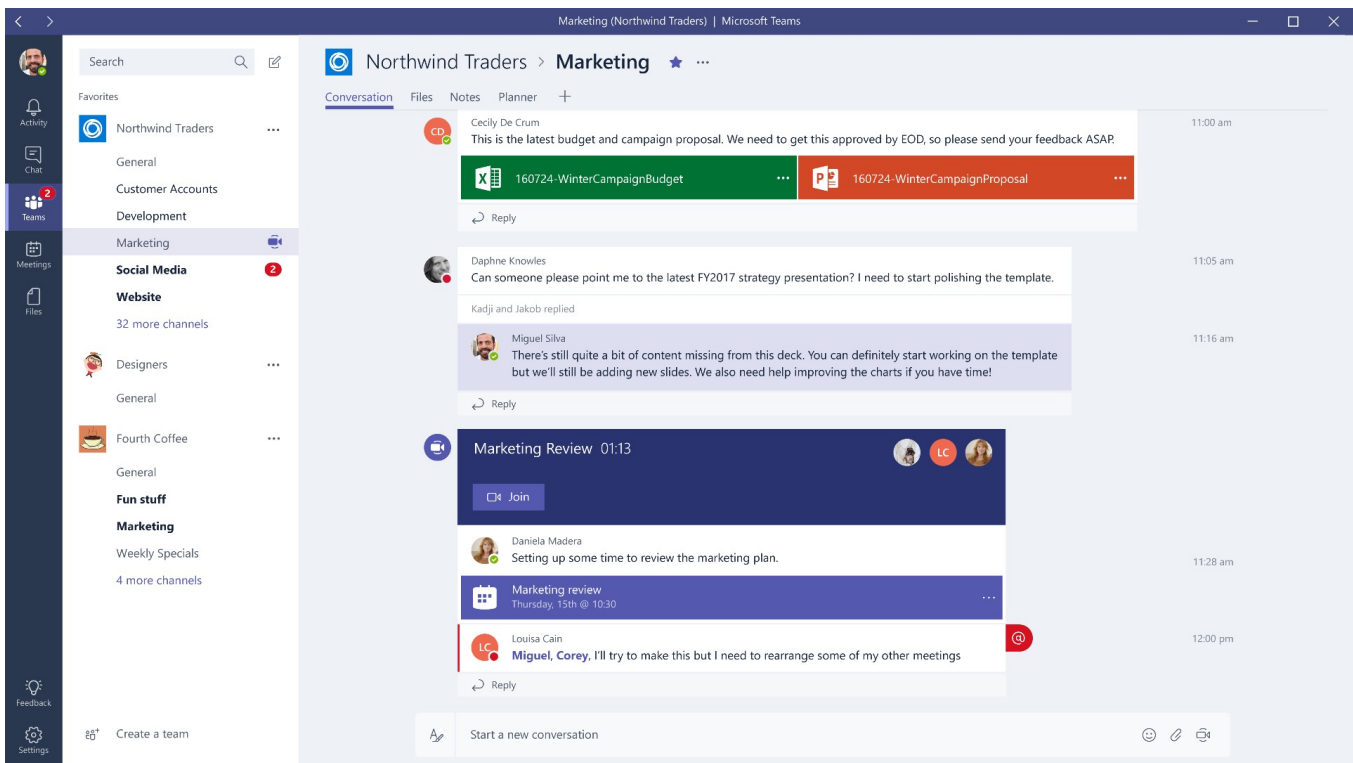 Marketing (Northwind Traders) | Microsoft Teams
Activity
Chat
2
Teams
Meetings
Files
Feedback
Settings
Search
Favorites
Northwind Traders ...
General
Customer Accounts
Development
Marketing
Social Media 2
Website
32 more channels
Designers ...
General
Fourth Coffee ...
General
Fun stuff
Marketing
Weekly Specials
4 more channels
Create a team
Northwind Traders > Marketing ...
Conversation Files Notes Planner +
CD
Cecily De Crum 11:00 am
This is the latest budget and campaign proposal. We need to get this approved by EOD, so please send your feedback ASAP.
X 160724-WinterCampaignBudget ... P 160724-WinterCampaignProposal ...
Reply
Daphne Knowles 11:05 am
Can someone please point me to the latest FY2017 strategy presentation? I need to start polishing the template.
Kadji and Jakob replied
Miguel Silva 11:16 am
There's still quite a bit of content missing from this deck. You can definitely start working on the template
but we'll still be adding new slides. We also need help improving the charts if you have time!
Reply
Marketing Review 01:13 LC
Join
Daniela Madera
Setting up some time to review the marketing plan.
11:28 am
Marketing review ...
Thursday, 15th @ 10:30
LC
Louisa Cain @ 12:00 pm
Miguel, Corey, I'll try to make this but I need to rearrange some of my other meetings
Reply
Start a new conversation